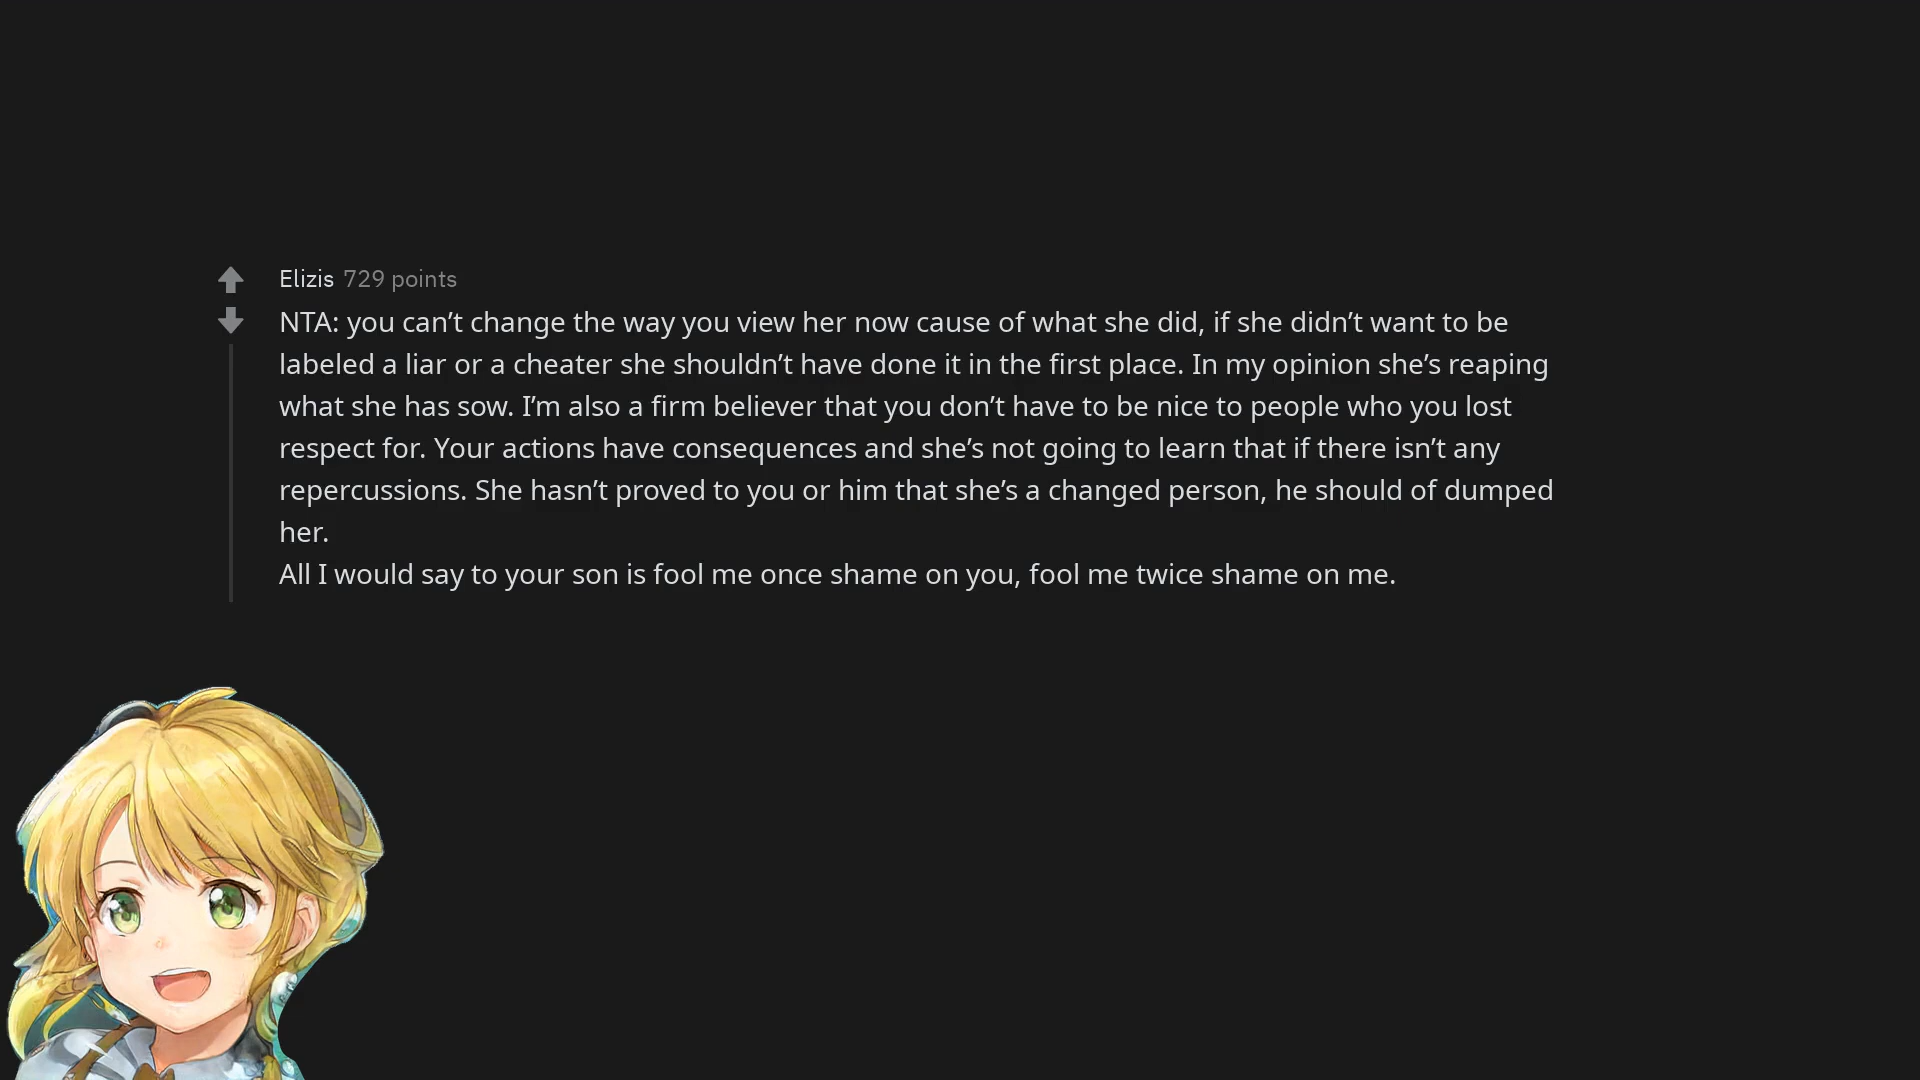 Elizis 729 points
NTA: you can’t change the way you view her now cause of what she did, if she didn’t want to be
labeled a liar or a cheater she shouldn’t have done it in the first place. In my opinion she’s reaping
what she has sow. I’m also a firm believer that you don’t have to be nice to people who you lost
respect for. Your actions have consequences and she’s not going to learn that if there isn’t any
repercussions. She hasn’t proved to you or him that she’s a changed person, he should of dumped
her.
All I would say to your son is fool me once shame on you, fool me twice shame on me.